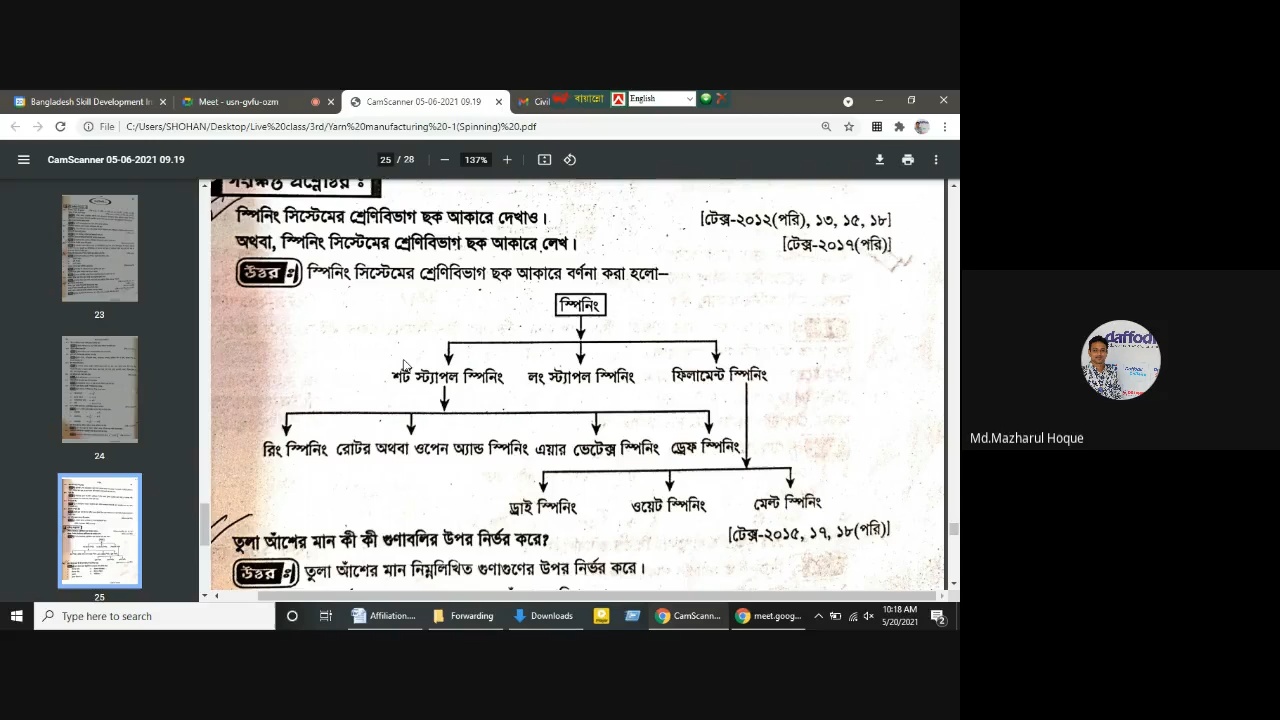 Bangladesh Skill Development In
Meet - usn-gvfu-ozm
CamScanner 05-06-2021 09.19
Civil
বায়ান্নো
English
File
C:/Users/SHOHAN/Desktop/Live%20class/3rd/Yarn%20manufacturing%20-1(Spinning)%20.pdf
CamScanner 05-06-2021 09.19
25 / 28
137%
স্পিনিং সিস্টেমের শ্রেণিবিভাগ ছক আকারে দেখাও। [টেক্স-২০১২(পরি), ১৩, ১৫, ১৮]
অথবা, স্পিনিং সিস্টেমের শ্রেণিবিভাগ ছক আকারে লেখ। [টেক্স-২০১৭(পরি)]
উত্তর ঃ স্পিনিং সিস্টেমের শ্রেণিবিভাগ ছক আকারে বর্ণনা করা হলো–
স্পিনিং
শর্ট স্ট্যাপল স্পিনিং লং স্ট্যাপল স্পিনিং ফিলামেন্ট স্পিনিং
রিং স্পিনিং রোটর অথবা ওপেন অ্যান্ড স্পিনিং এয়ার ভেটেক্স স্পিনিং ড্রেফ স্পিনিং
ড্রাই স্পিনিং ওয়েট স্পিনিং মেল্ট স্পিনিং
তুলা আঁশের মান কী কী গুণাবলির উপর নির্ভর করে? [টেক্স-২০১৫, ১৭, ১৮(পরি)]
উত্তর ঃ তুলা আঁশের মান নিম্নলিখিত উপর নির্ভর করে।
23
24
25
daffodi
Md.Mazharul Hoque
Type here to search
Affiliation....
Forwarding
Downloads
CamScann...
meet.goog...
10:18 AM
5/20/2021
2